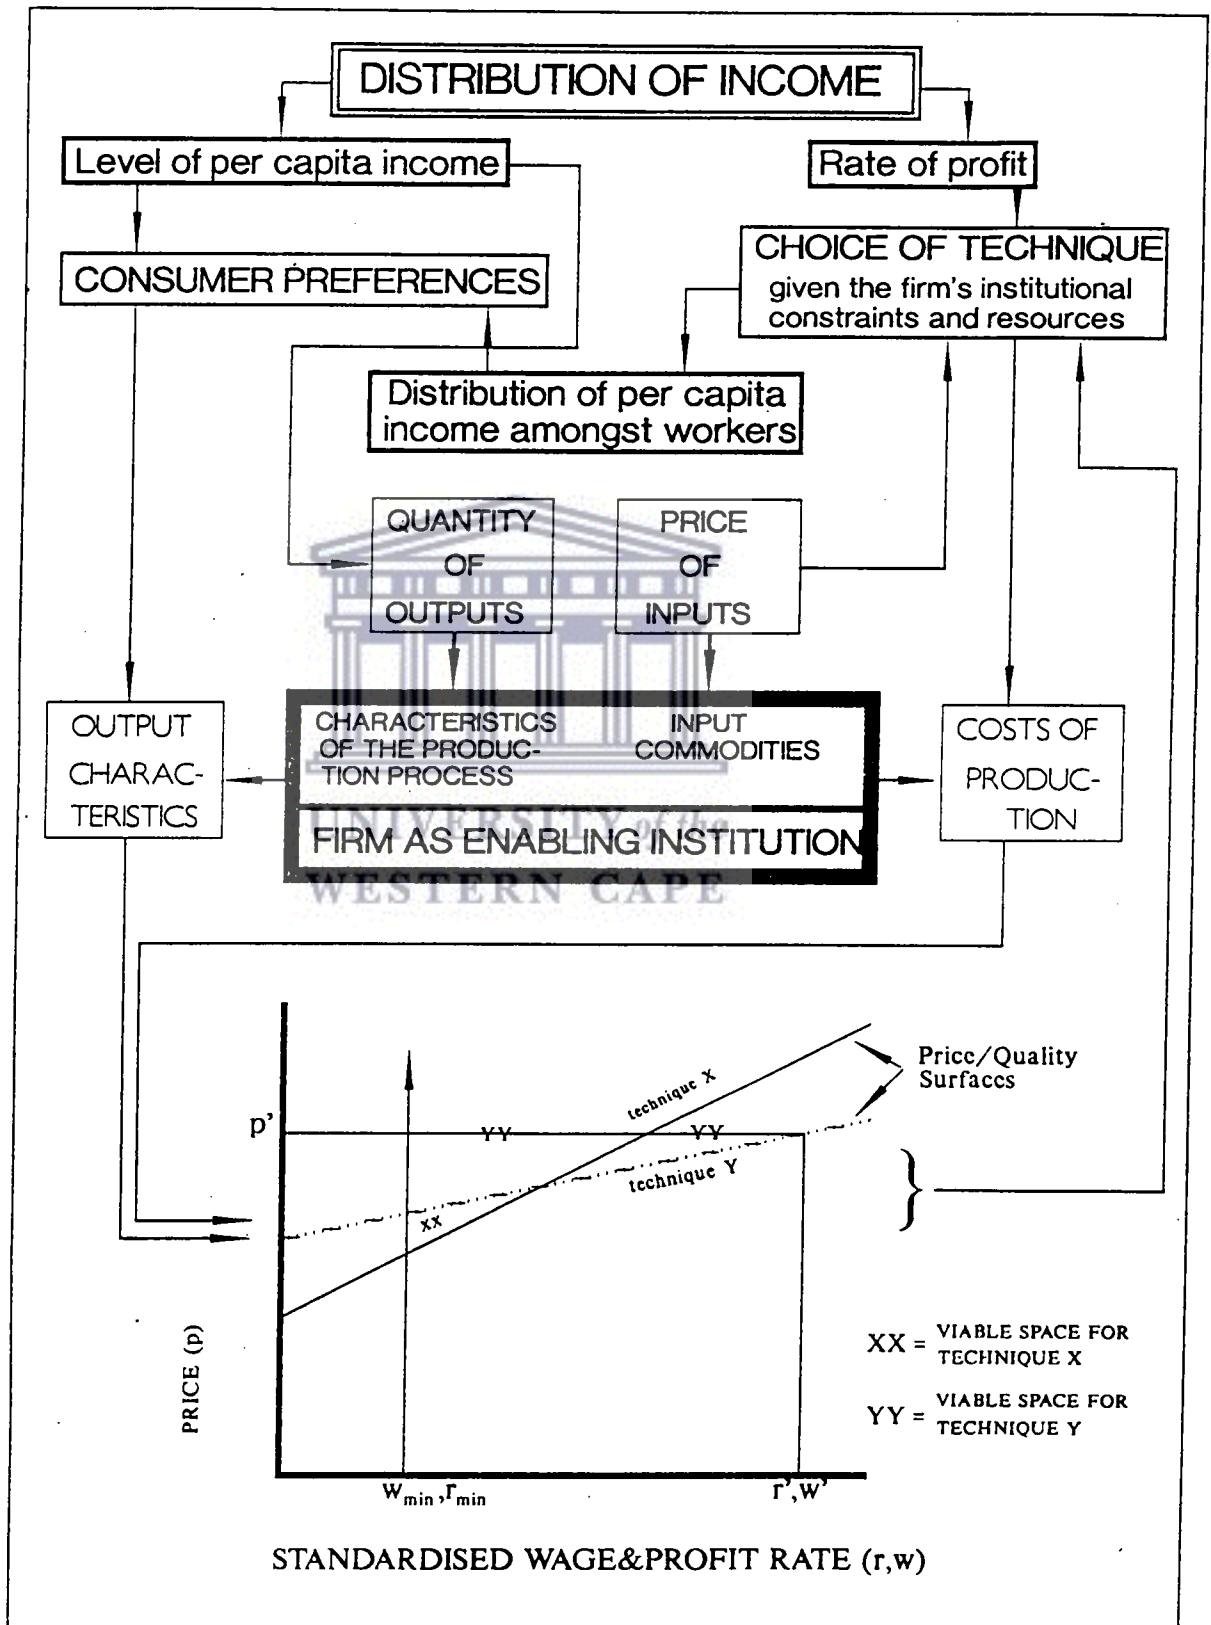 DISTRIBUTION OF INCOME
Level of per capita income
Rate of profit
CHOICE OF TECHNIQUE
given the firm's institutional
constraints and resources
CONSUMER PREFERENCES
Distribution of per capita
income amongst workers
QUANTITY
OF
OUTPUTS
PRICE
OF
INPUTS
OUTPUT
CHARAC-
TERISTICS
CHARACTERISTICS
OF THE PRODUC-
TION PROCESS
INPUT
COMMODITIES
FIRM AS ENABLING INSTITUTION
COSTS OF
PRODUC-
TION
UNIVERSITY of the
WESTERN CAPE
Price/Quality
Surfaces
technique X
p'
YY
YY
technique Y
XX
PRICE (p)
XX = VIABLE SPACE FOR
TECHNIQUE X
YY = VIABLE SPACE FOR
TECHNIQUE Y
wmin,rmin
r',w'
STANDARDISED WAGE&PROFIT RATE (r,w)